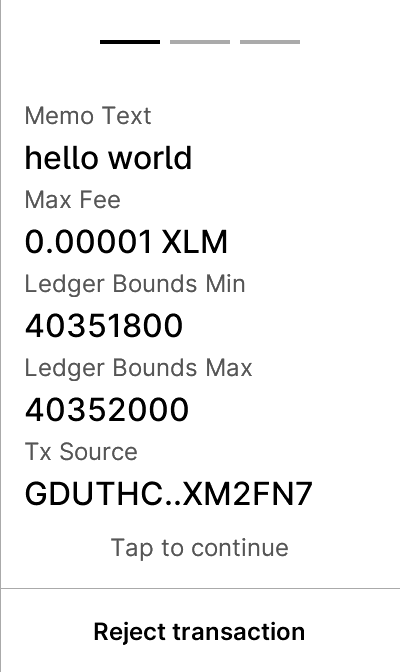 Memo Text
hello world
Max Fee
0.00001 XLM
Ledger Bounds Min
40351800
Ledger Bounds Max
40352000
Tx Source
GDUTHC..XM2FN7
Tap to continue
Reject transaction